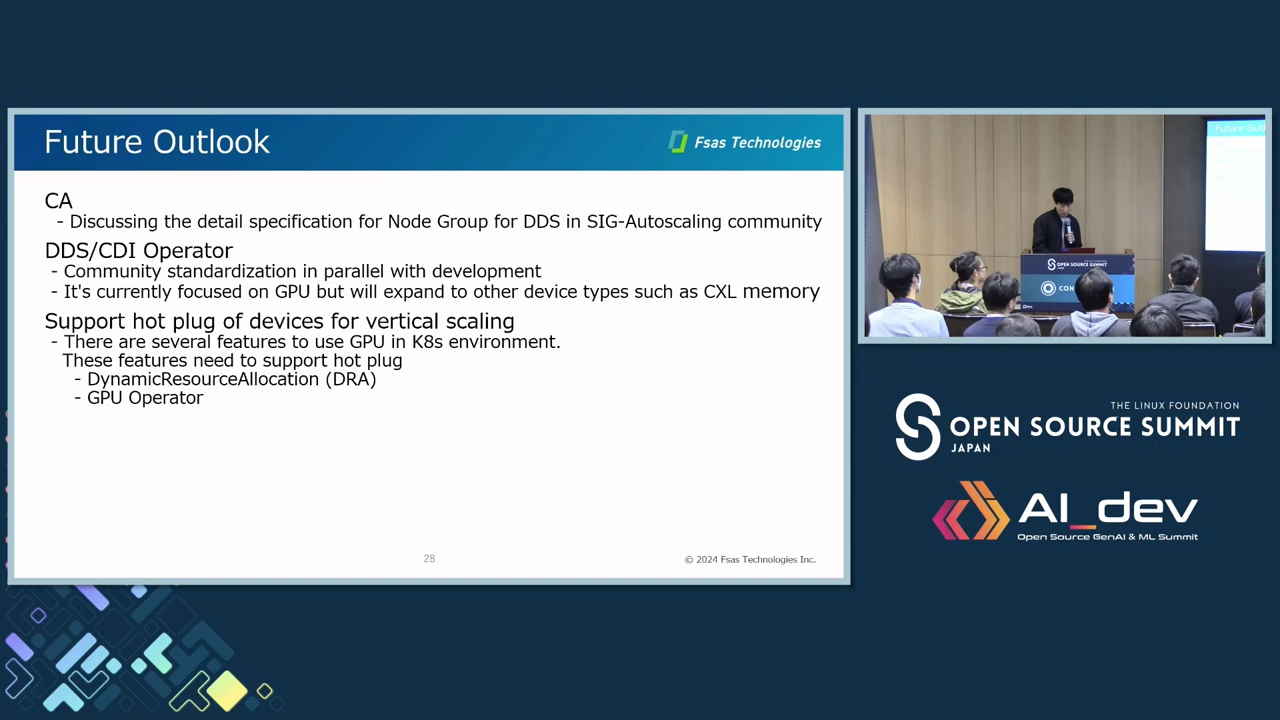 Future Outlook
Fsas Technologies
CA
- Discussing the detail specification for Node Group for DDS in SIG-Autoscaling community
DDS/CDI Operator
- Community standardization in parallel with development
- It's currently focused on GPU but will expand to other device types such as CXL memory
Support hot plug of devices for vertical scaling
- There are several features to use GPU in K8s environment.
These features need to support hot plug
- DynamicResourceAllocation (DRA)
- GPU Operator
28
© 2024 Fsas Technologies Inc.
Future Out
OPEN SOURCE SUMMIT
CON
THE LINUX FOUNDATION
OPEN SOURCE SUMMIT
JAPAN
AI_dev
Open Source GenAI & ML Summit